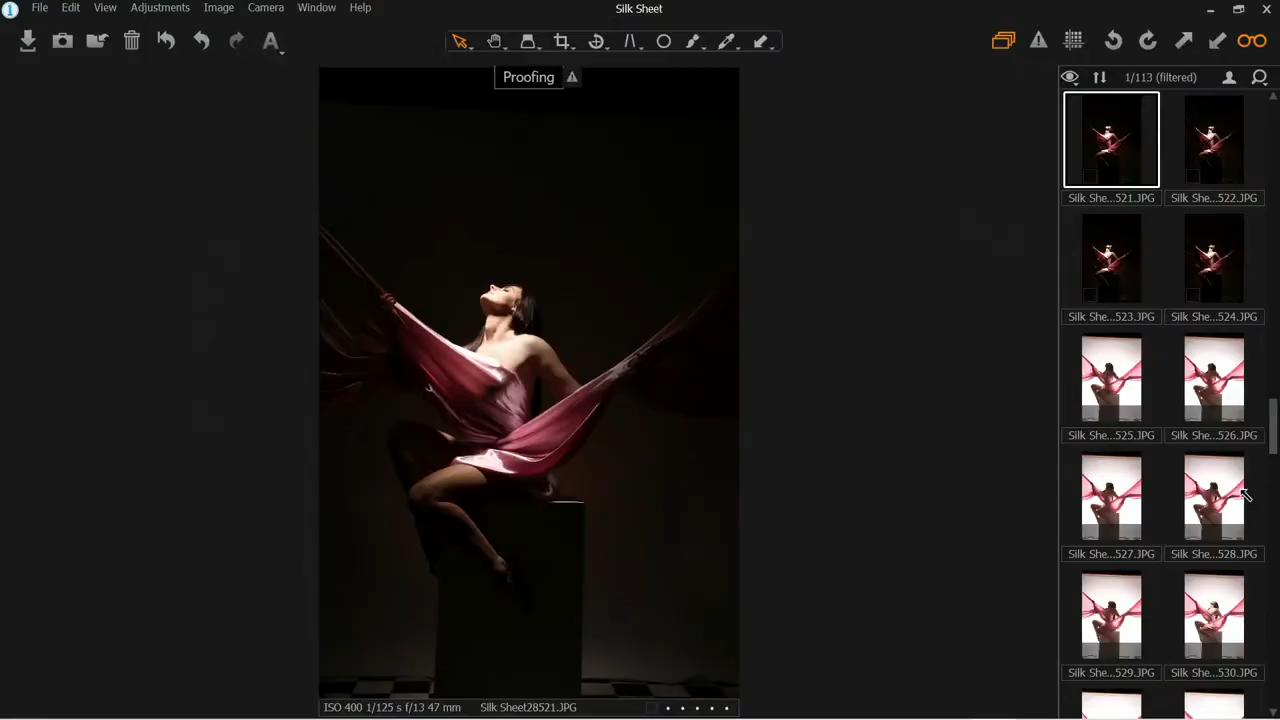 File Edit View Adjustments Image Camera Window Help
Silk Sheet
Proofing
1/113 (filtered)
Silk She...521.JPG
Silk She...522.JPG
Silk She...523.JPG
Silk She...524.JPG
Silk She...525.JPG
Silk She...526.JPG
Silk She...527.JPG
Silk She...528.JPG
Silk She...529.JPG
Silk She...530.JPG
ISO 400 1/125 s f/13 47 mm
Silk Sheet28521.JPG